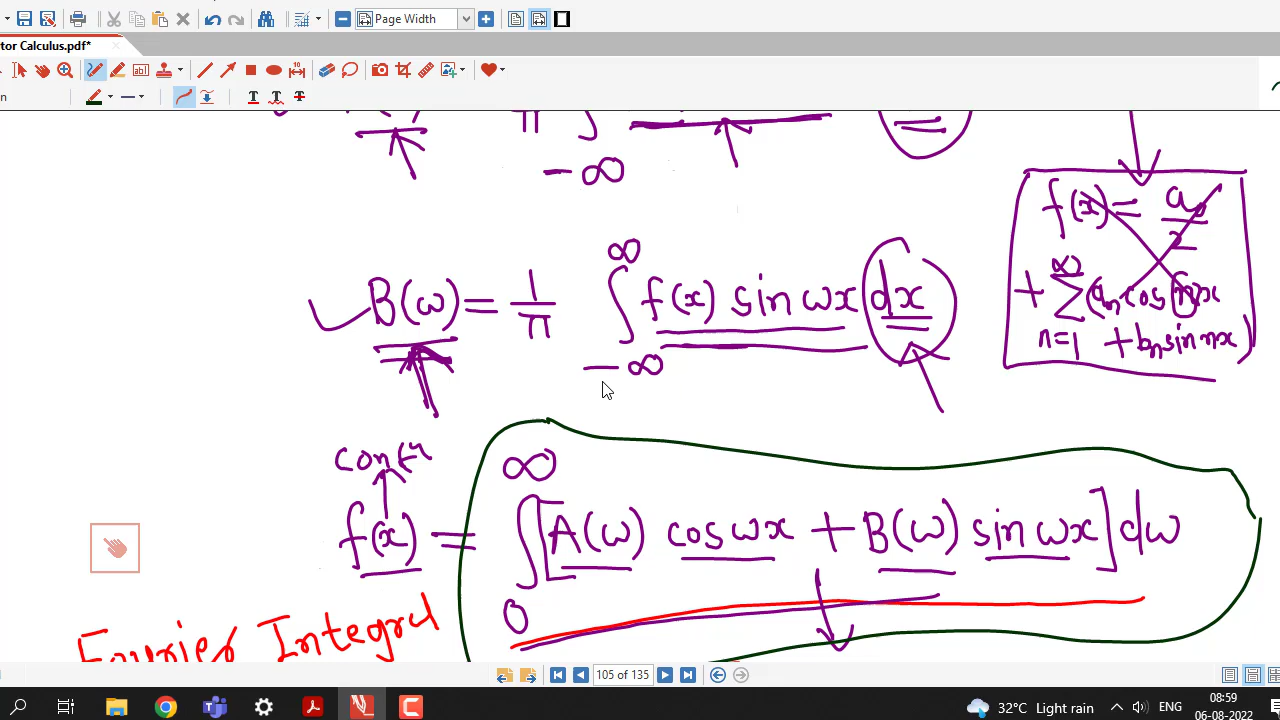 Page Width
tor Calculus.pdf*
n
π
-∞
f(x) = a₀/2
+ ∞∑n=1 (aₙ cos nx
+ bₙ sin nx)
B(ω) = 1/π ∫-∞^∞ f(x) sin ωx dx
f(x) = ∫0^∞ [A(ω) cos ωx + B(ω) sin ωx] dω
Fourier Integral
105 of 135
32°C Light rain
ENG
08:59
06-08-2022